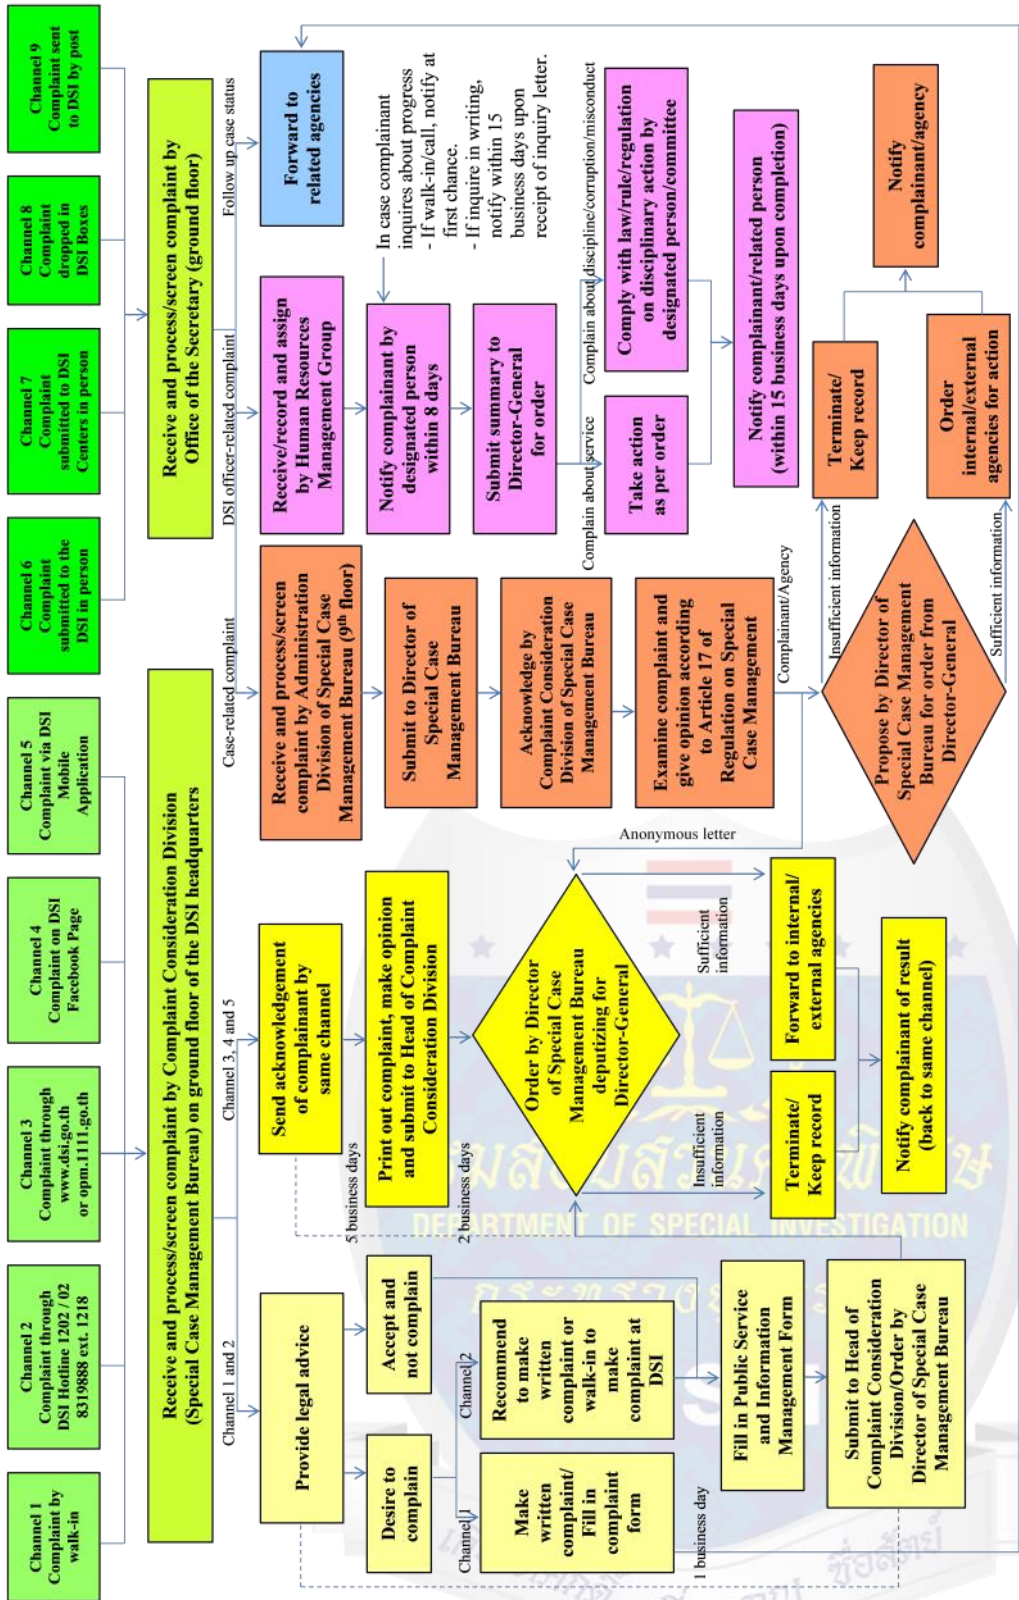 Channel 1
Complaint by
walk-in
Channel 2
Complaint through
DSI Hotline 1202 / 02
8319888 ext. 1218
Channel 3
Complaint through
www.dsi.go.th
or opm.1111.go.th
Channel 4
Complaint on DSI
Facebook Page
Channel 5
Complaint via DSI
Mobile
Application
Channel 6
Complaint
submitted to the
DSI in person
Channel 7
Complaint
submitted to DSI
Centers in person
Channel 8
Complaint
dropped in
DSI Boxes
Channel 9
Complaint sent
to DSI by post
Receive and process/screen complaint by Complaint Consideration Division
(Special Case Management Bureau) on ground floor of the DSI headquarters
Receive and process/screen complaint by
Office of the Secretary (ground floor)
Channel 1 and 2
Channel 3, 4 and 5
Case-related complaint
DSI officer-related complaint
Follow up case status
Provide legal advice
Desire to
complain
Accept and
not complain
Channel 1
Channel 2
Make
written
complaint/
Fill in
complaint
form
Recommend
to make
written
complaint or
walk-in to
make
complaint at
DSI
1 business day
Fill in Public Service
and Information
Management Form
Submit to Head of
Complaint Consideration
Division/Order by
Director of Special Case
Management Bureau
Send acknowledgement
of complainant by
same channel
5 business days
Print out complaint, make opinion
and submit to Head of Complaint
Consideration Division
2 business days
Order by Director
of Special Case
Management Bureau
deputizing for
Director-General
Insufficient
information
Sufficient
information
Terminate/
Keep record
Forward to internal/
external agencies
Notify complainant of result
(back to same channel)
Receive and process/screen
complaint by Administration
Division of Special Case
Management Bureau (9th floor)
Submit to Director of
Special Case
Management Bureau
Acknowledge by
Complaint Consideration
Division of Special Case
Management Bureau
Examine complaint and
give opinion according
to Article 17 of
Regulation on Special
Case Management
Anonymous letter
Complainant/Agency
Propose by Director of
Special Case Management
Bureau for order from
Director-General
Insufficient information
Sufficient information
Terminate/
Keep record
Order
internal/external
agencies for action
Notify
complainant/agency
Receive/record and assign
by Human Resources
Management Group
Notify complainant by
designated person
within 8 days
In case complainant
inquires about progress
- If walk-in/call, notify at
first chance.
- If inquire in writing,
notify within 15
business days upon
receipt of inquiry letter.
Submit summary to
Director-General
for order
Complain about service
Complain about discipline/corruption/misconduct
Take action
as per order
Comply with law/rule/regulation
on disciplinary action by
designated person/committee
Notify complainant/related person
(within 15 business days upon completion)
Forward to
related agencies
DEPARTMENT OF SPECIAL INVESTIGATION